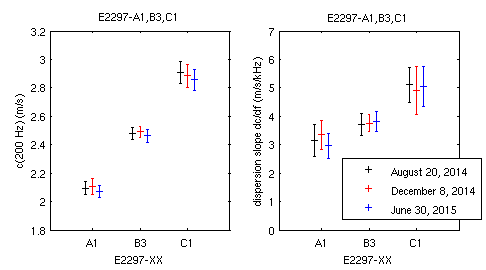 E2297-A1,B3,C1
c(200 Hz) (m/s)
3.2
3
2.8
2.6
2.4
2.2
2
1.8
A1
B3
C1
E2297-XX
E2297-A1,B3,C1
dispersion slope dc/df (m/s/kHz)
7
6
5
4
3
2
1
0
A1
B3
C1
E2297-XX
August 20, 2014
December 8, 2014
June 30, 2015